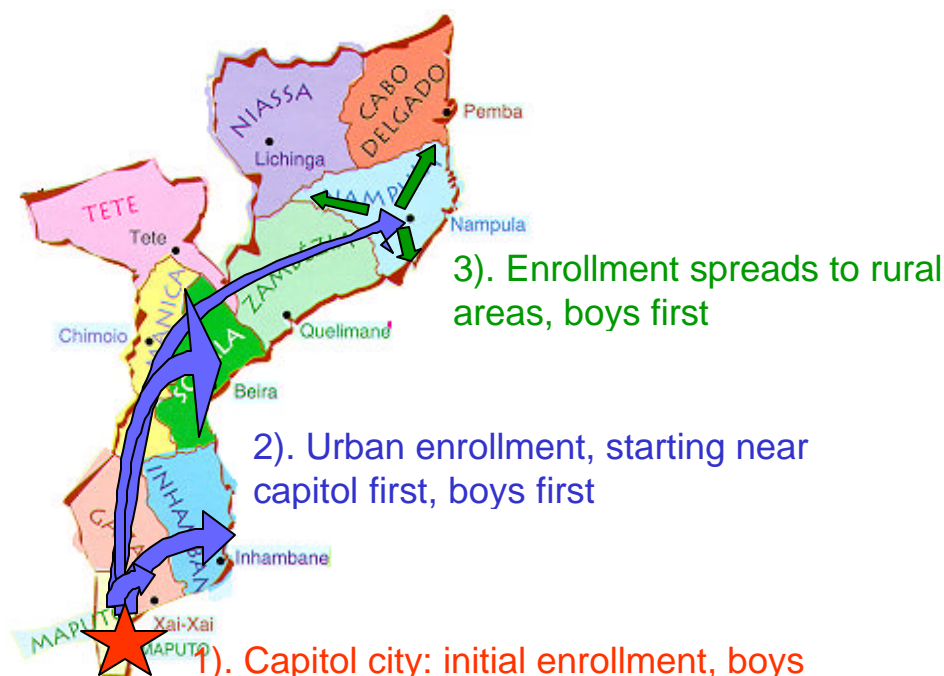 NIASSA
CABO
DELGADO
Pemba
Lichinga
TETE
Tete
Nampula
3). Enrollment spreads to rural
areas, boys first
ZAMBÉZIA
Chimoio
Quelimane
Beira
2). Urban enrollment, starting near
capitol first, boys first
Inhambane
Xai-Xai
MAPUTO
1). Capitol city: initial enrollment, boys